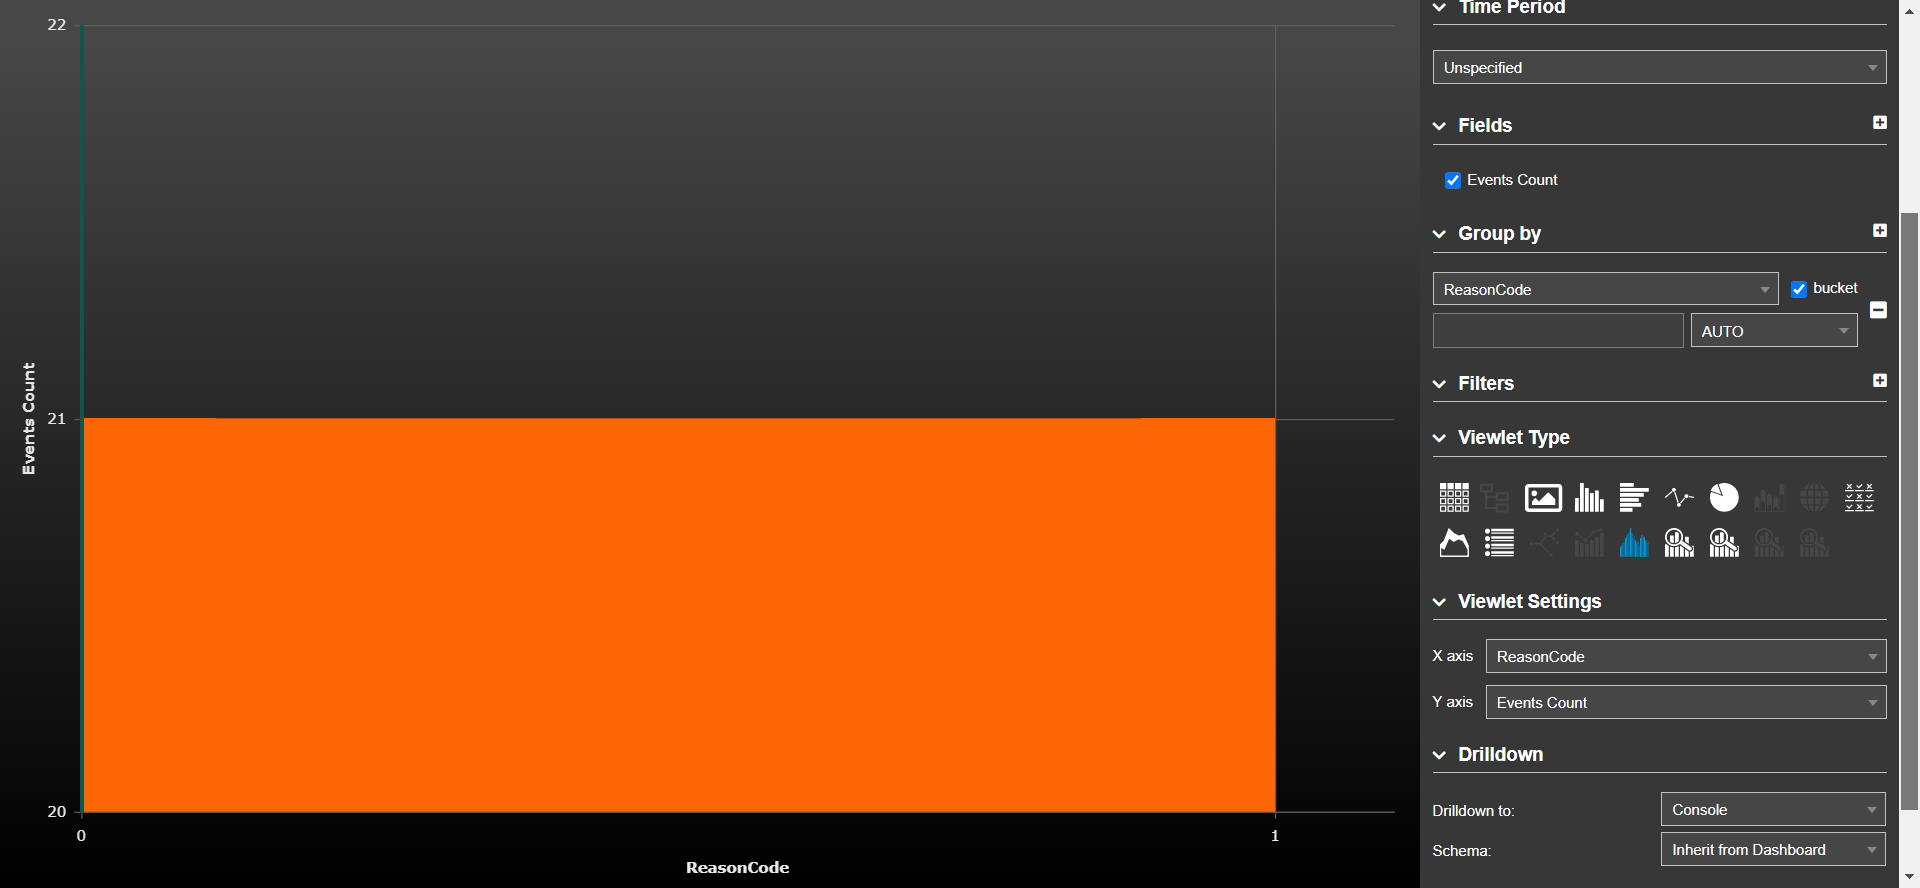 22
21
20
Events Count
0
1
ReasonCode
Time Period
Unspecified
Fields
Events Count
Group by
ReasonCode
bucket
AUTO
Filters
Viewlet Type
Viewlet Settings
X axis
ReasonCode
Y axis
Events Count
Drilldown
Drilldown to:
Console
Schema:
Inherit from Dashboard